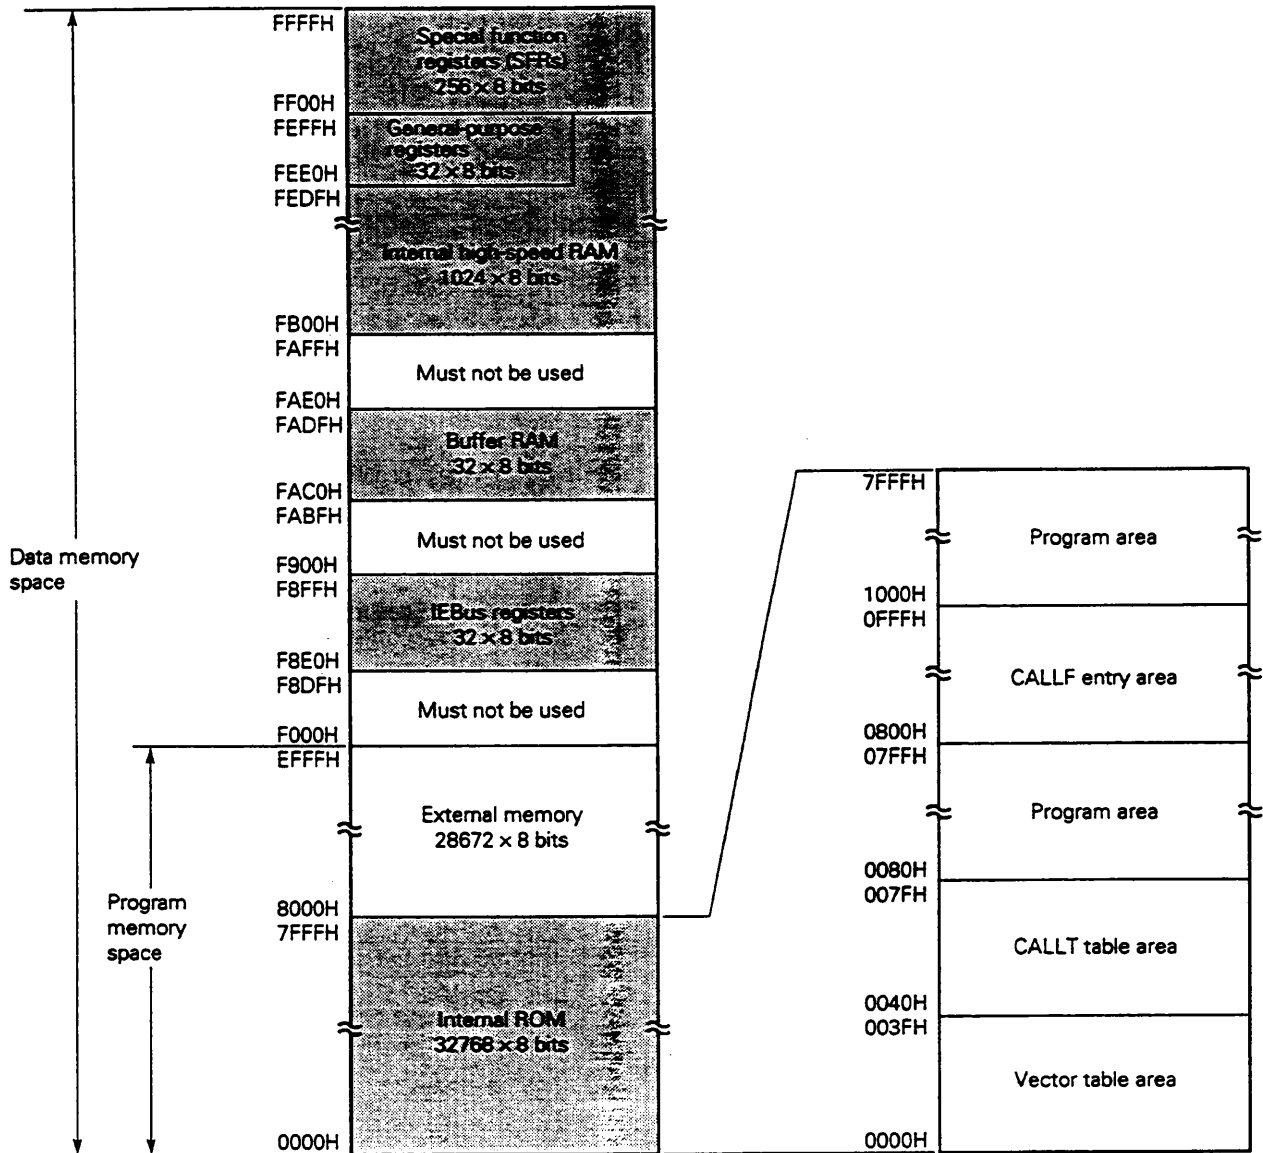 FFFFH
Special function
registers (SFRs)
256 × 8 bits
FF00H
FEFFH
General-purpose
registers
32 × 8 bits
FEE0H
FEDFH
Internal high-speed RAM
1024 × 8 bits
FB00H
FAFFH
Must not be used
FAE0H
FADFH
Buffer RAM
32 × 8 bits
FAC0H
FABFH
Must not be used
F900H
F8FFH
IEBus registers
32 × 8 bits
F8E0H
F8DFH
Must not be used
F000H
EFFFH
External memory
28672 × 8 bits
8000H
7FFFH
Internal ROM
32768 × 8 bits
0000H
Data memory
space
Program
memory
space
7FFFH
Program area
1000H
0FFFH
CALLF entry area
0800H
07FFH
Program area
0080H
007FH
CALLT table area
0040H
003FH
Vector table area
0000H